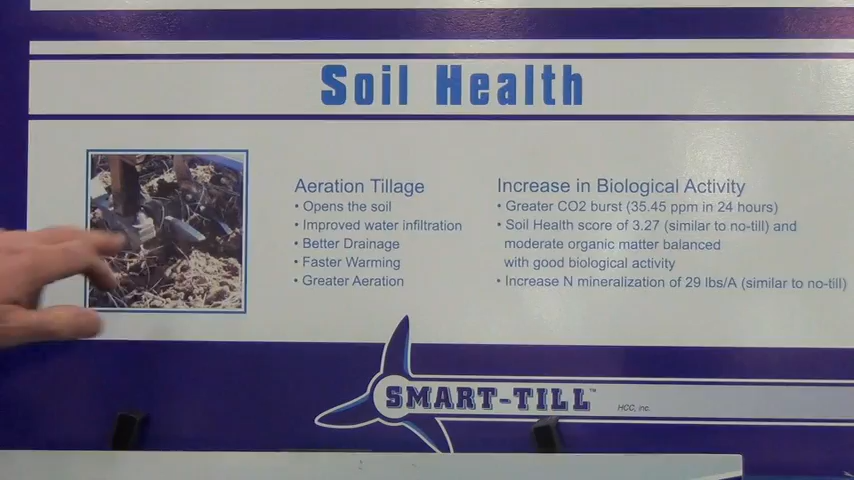 Soil Health
Aeration Tillage
• Opens the soil
• Improved water infiltration
• Better Drainage
• Faster Warming
• Greater Aeration
Increase in Biological Activity
• Greater CO2 burst (35.45 ppm in 24 hours)
• Soil Health score of 3.27 (similar to no-till) and
moderate organic matter balanced
with good biological activity
• Increase N mineralization of 29 lbs/A (similar to no-till)
SMART-TILL™
HCC, inc.